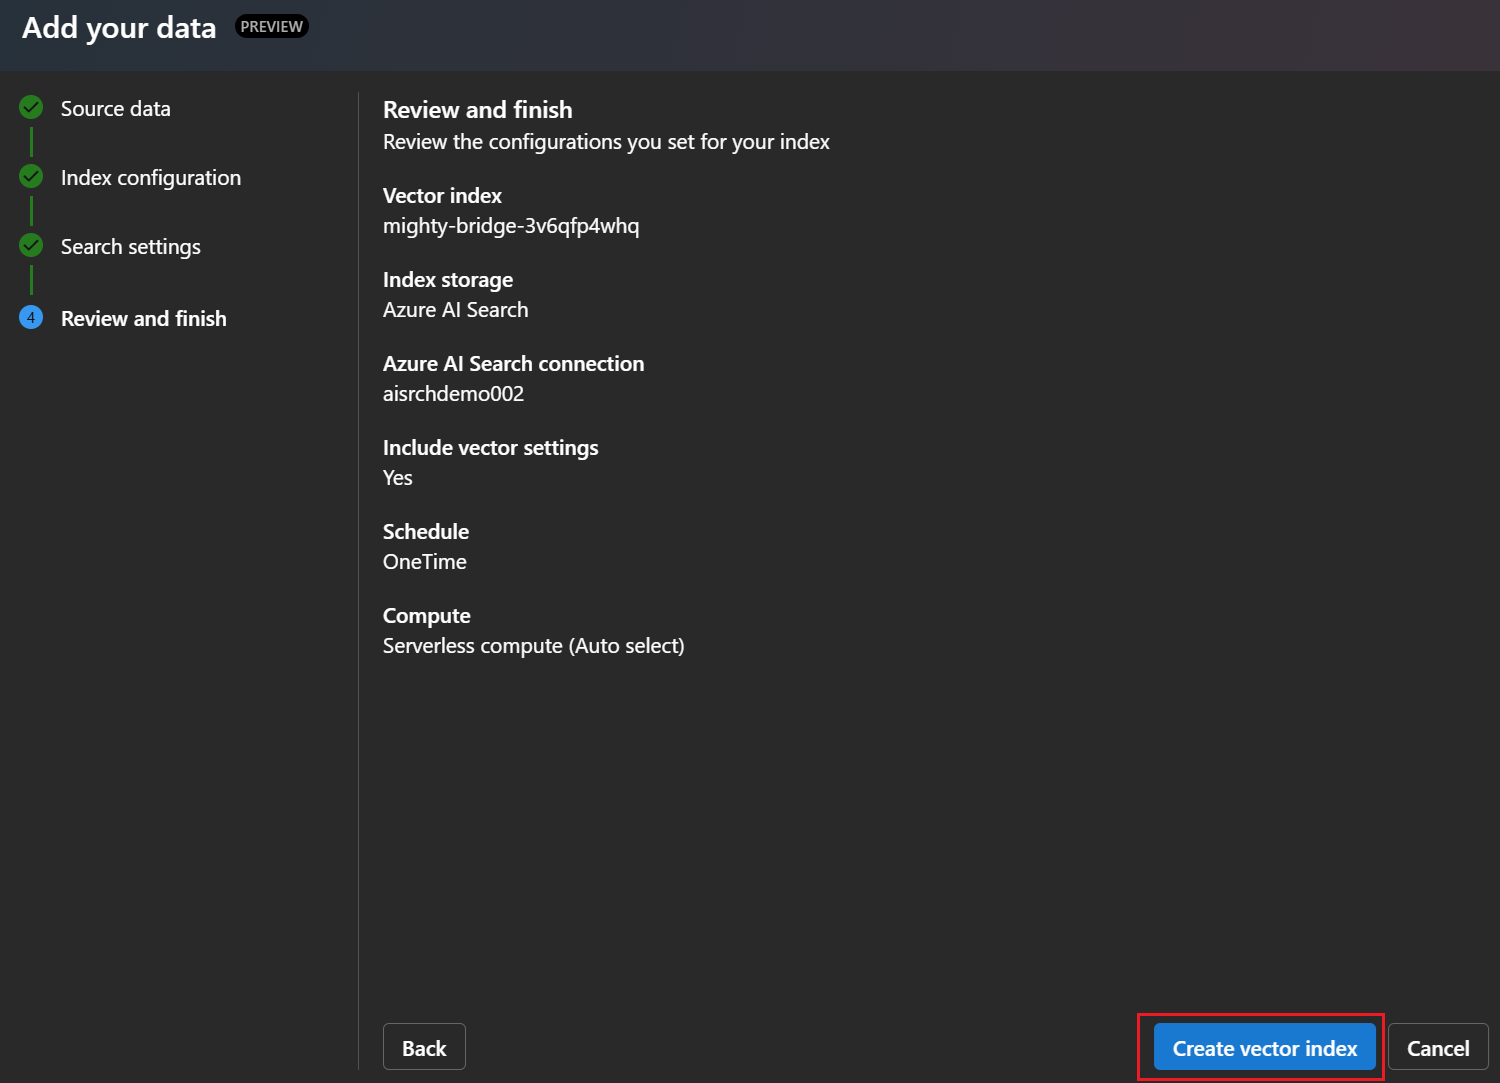 Add your data PREVIEW
Source data
Index configuration
Search settings
4 Review and finish
Review and finish
Review the configurations you set for your index
Vector index
mighty-bridge-3v6qfp4whq
Index storage
Azure AI Search
Azure AI Search connection
aisrchdemo002
Include vector settings
Yes
Schedule
OneTime
Compute
Serverless compute (Auto select)
Back
Create vector index
Cancel